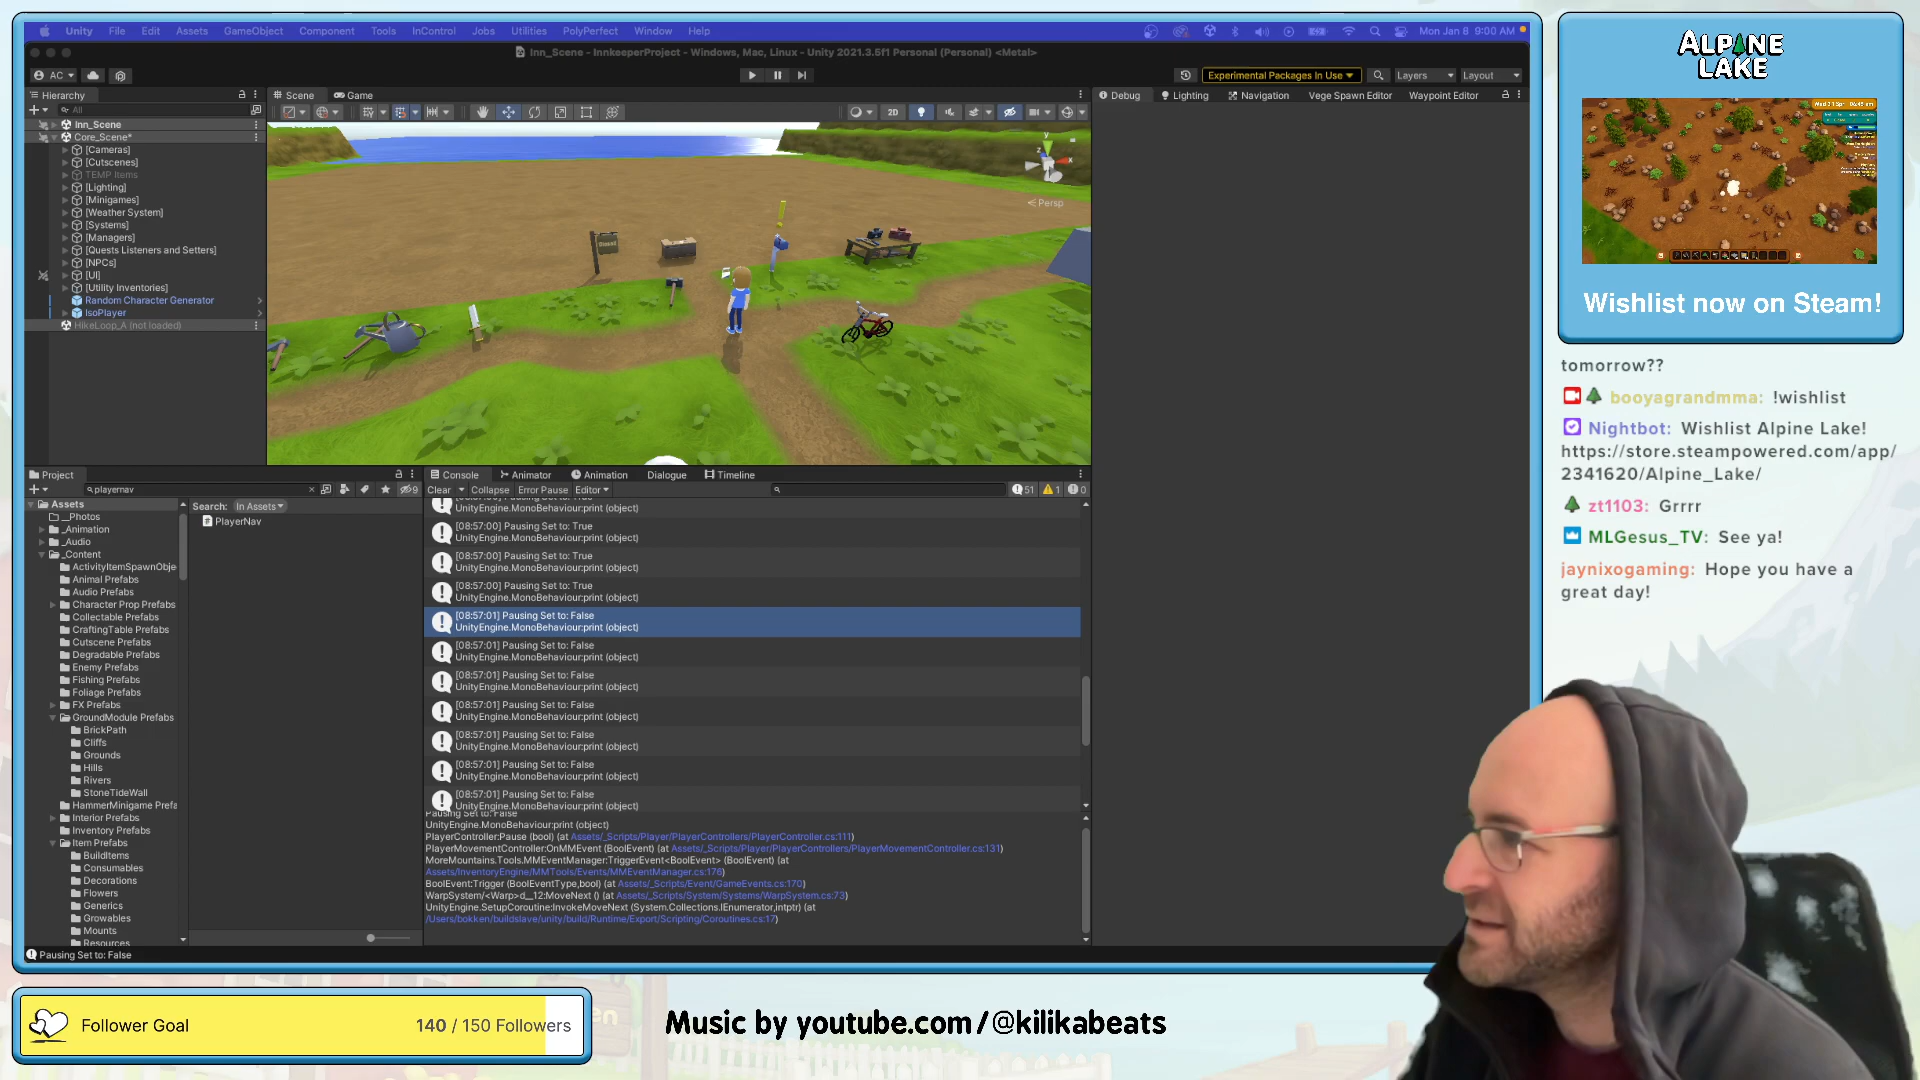 Unity File Edit Assets GameObject Component Tools InControl Jobs Utilities PolyPerfect Window Help
Mon Jan 8 9:00 AM
Inn_Scene - InnkeeperProject - Windows, Mac, Linux - Unity 2021.3.5f1 Personal (Personal) <Metal>
AC
Experimental Packages In Use
Layers
Layout
Hierarchy
Scene
Game
Debug
Lighting
Navigation
Vege Spawn Editor
Waypoint Editor
All
2D
Inn_Scene
Core_Scene*
[Cameras]
[Cutscenes]
TEMP Items
[Lighting]
[Minigames]
[Weather System]
[Systems]
[Managers]
[Quests Listeners and Setters]
[NPCs]
[UI]
[Utility Inventories]
Random Character Generator
IsoPlayer
HikeLoop_A (not loaded)
y
x
z
Persp
Project
playernav
9
Assets
__Photos
_Animation
_Audio
_Content
ActivityItemSpawnObje
Animal Prefabs
Audio Prefabs
Character Prop Prefabs
Collectable Prefabs
CraftingTable Prefabs
Cutscene Prefabs
Degradable Prefabs
Enemy Prefabs
Fishing Prefabs
Foliage Prefabs
FX Prefabs
GroundModule Prefabs
BrickPath
Cliffs
Grounds
Hills
Rivers
StoneTideWall
HammerMinigame Prefa
Interior Prefabs
Inventory Prefabs
Item Prefabs
BuildItems
Consumables
Decorations
Flowers
Generics
Growables
Mounts
Resources
Search: In Assets
PlayerNav
Console
Animator
Animation
Dialogue
Timeline
Clear
Collapse
Error Pause
Editor
51
1
0
UnityEngine.MonoBehaviour:print (object)
[08:57:00] Pausing Set to: True
UnityEngine.MonoBehaviour:print (object)
[08:57:00] Pausing Set to: True
UnityEngine.MonoBehaviour:print (object)
[08:57:00] Pausing Set to: True
UnityEngine.MonoBehaviour:print (object)
[08:57:01] Pausing Set to: False
UnityEngine.MonoBehaviour:print (object)
[08:57:01] Pausing Set to: False
UnityEngine.MonoBehaviour:print (object)
[08:57:01] Pausing Set to: False
UnityEngine.MonoBehaviour:print (object)
[08:57:01] Pausing Set to: False
UnityEngine.MonoBehaviour:print (object)
[08:57:01] Pausing Set to: False
UnityEngine.MonoBehaviour:print (object)
[08:57:01] Pausing Set to: False
UnityEngine.MonoBehaviour:print (object)
[08:57:01] Pausing Set to: False
UnityEngine.MonoBehaviour:print (object)
Pausing Set to: False
UnityEngine.MonoBehaviour:print (object)
PlayerController:Pause (bool) (at Assets/_Scripts/Player/PlayerControllers/PlayerController.cs:111)
PlayerMovementController:OnMMEvent (BoolEvent) (at Assets/_Scripts/Player/PlayerControllers/PlayerMovementController.cs:131)
MoreMountains.Tools.MMEventManager:TriggerEvent<BoolEvent> (BoolEvent) (at
Assets/InventoryEngine/MMTools/Events/MMEventManager.cs:176)
BoolEvent:Trigger (BoolEventType,bool) (at Assets/_Scripts/Event/GameEvents.cs:170)
WarpSystem/<Warp>d__12:MoveNext () (at Assets/_Scripts/System/Systems/WarpSystem.cs:73)
UnityEngine.SetupCoroutine:InvokeMoveNext (System.Collections.IEnumerator,intptr) (at
/Users/bokken/buildslave/unity/build/Runtime/Export/Scripting/Coroutines.cs:17)
Pausing Set to: False
ALPINE
LAKE
Wishlist now on Steam!
tomorrow??
booyagrandmma: !wishlist
Nightbot: Wishlist Alpine Lake!
https://store.steampowered.com/app/
2341620/Alpine_Lake/
zt1103: Grrrr
MLGesus_TV: See ya!
jaynixogaming: Hope you have a
great day!
Follower Goal
140 / 150 Followers
Music by youtube.com/@kilikabeats